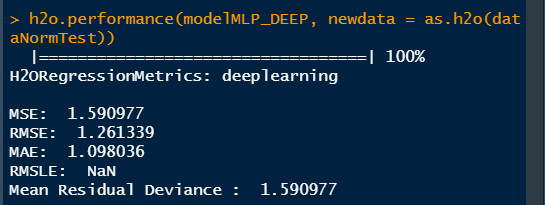 > h2o.performance(modelMLP_DEEP, newdata = as.h2o(dat
aNormTest))
|===================================| 100%
H2ORegressionMetrics: deeplearning
MSE:  1.590977
RMSE:  1.261339
MAE:  1.098036
RMSLE:  NaN
Mean Residual Deviance :  1.590977